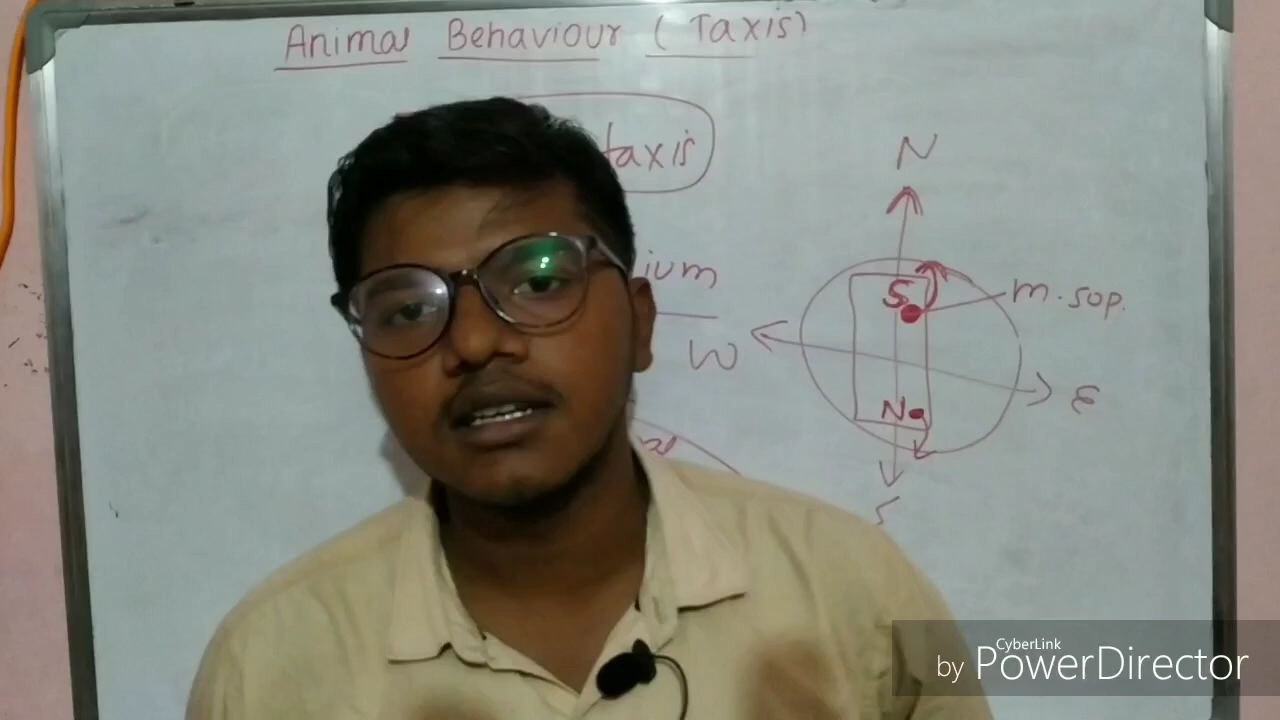 Animal Behaviour (Taxis)
taxis
N
ium
S
m. sop.
W
E
N
S
CyberLink
by PowerDirector